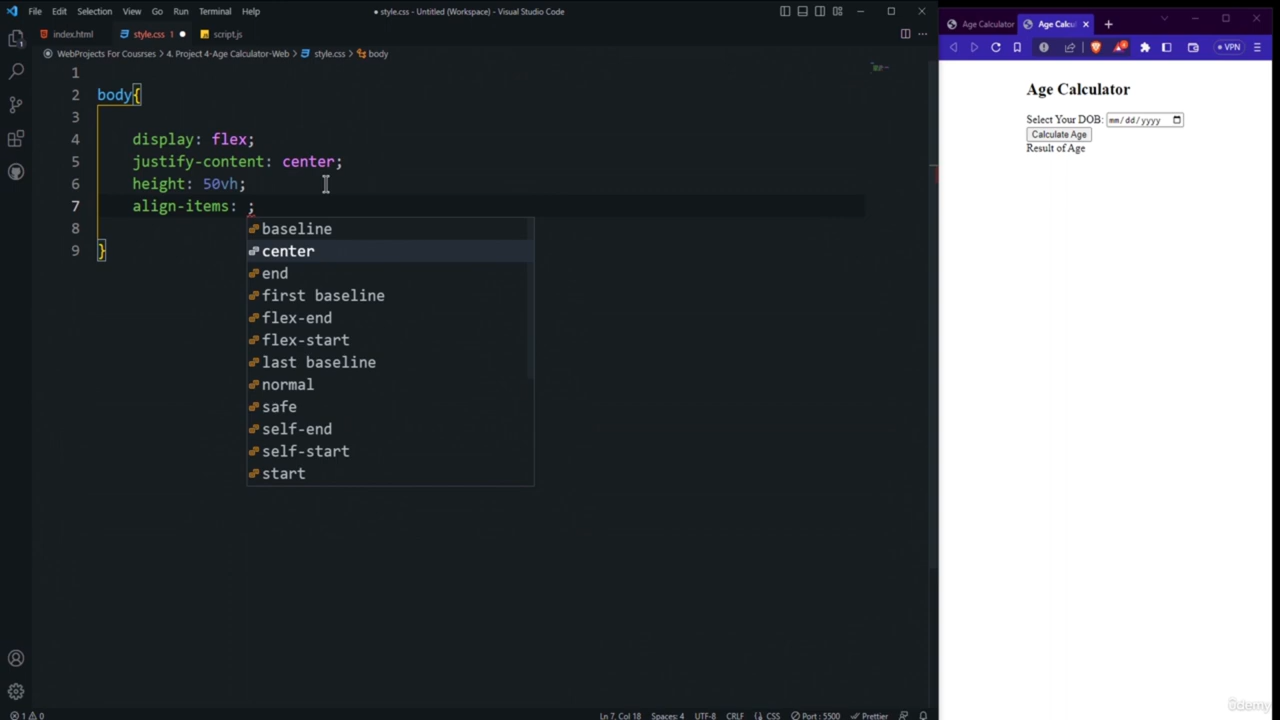 File Edit Selection View Go Run Terminal Help
● style.css - Untitled (Workspace) - Visual Studio Code
index.html
style.css 1 ●
script.js
WebProjects For Coursres > 4. Project 4-Age Calculator-Web > style.css > body
1
2 body{
3
4 display: flex;
5 justify-content: center;
6 height: 50vh;
7 align-items: ;
8
9 }
baseline
center
end
first baseline
flex-end
flex-start
last baseline
normal
safe
self-end
self-start
start
1 0
Ln 7, Col 18 Spaces: 4 UTF-8 CRLF {} CSS Port : 5500 Prettier
Age Calculator
Age Calcu
VPN
Age Calculator
Select Your DOB: mm/dd/yyyy
Calculate Age
Result of Age
ûdemy